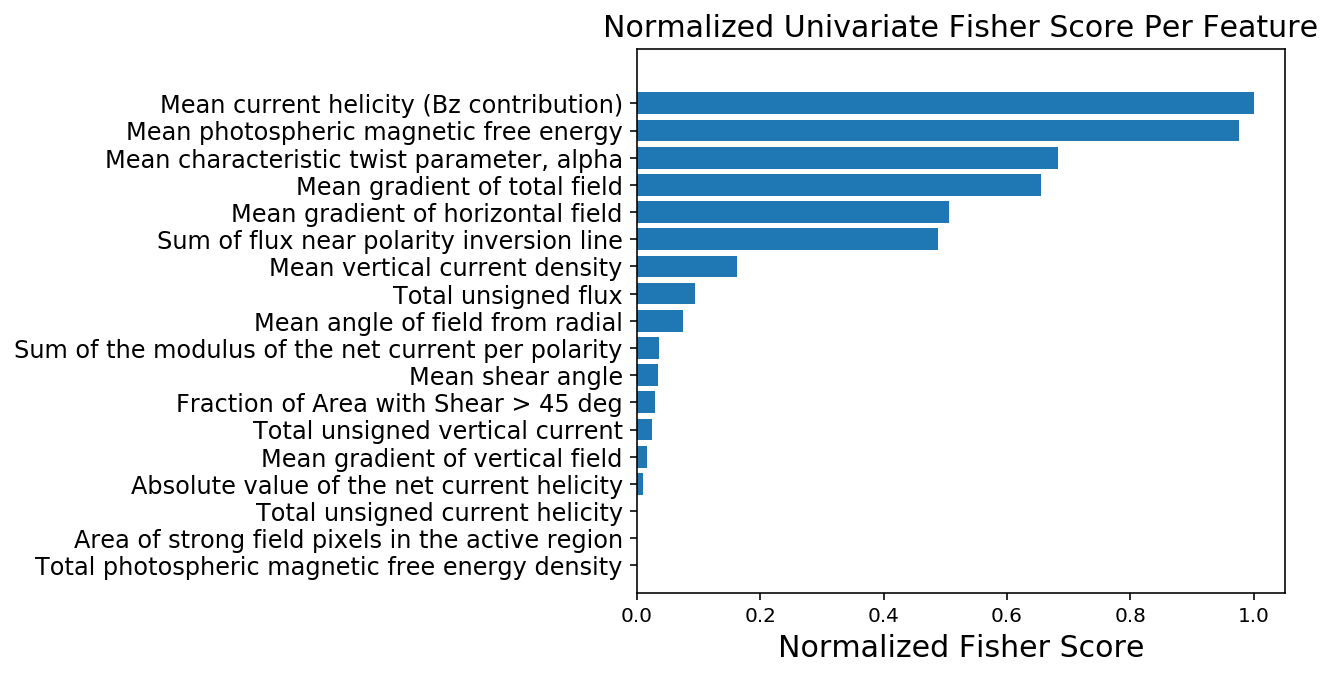 Normalized Univariate Fisher Score Per Feature
Mean current helicity (Bz contribution)
Mean photospheric magnetic free energy
Mean characteristic twist parameter, alpha
Mean gradient of total field
Mean gradient of horizontal field
Sum of flux near polarity inversion line
Mean vertical current density
Total unsigned flux
Mean angle of field from radial
Sum of the modulus of the net current per polarity
Mean shear angle
Fraction of Area with Shear > 45 deg
Total unsigned vertical current
Mean gradient of vertical field
Absolute value of the net current helicity
Total unsigned current helicity
Area of strong field pixels in the active region
Total photospheric magnetic free energy density
0.0 0.2 0.4 0.6 0.8 1.0
Normalized Fisher Score